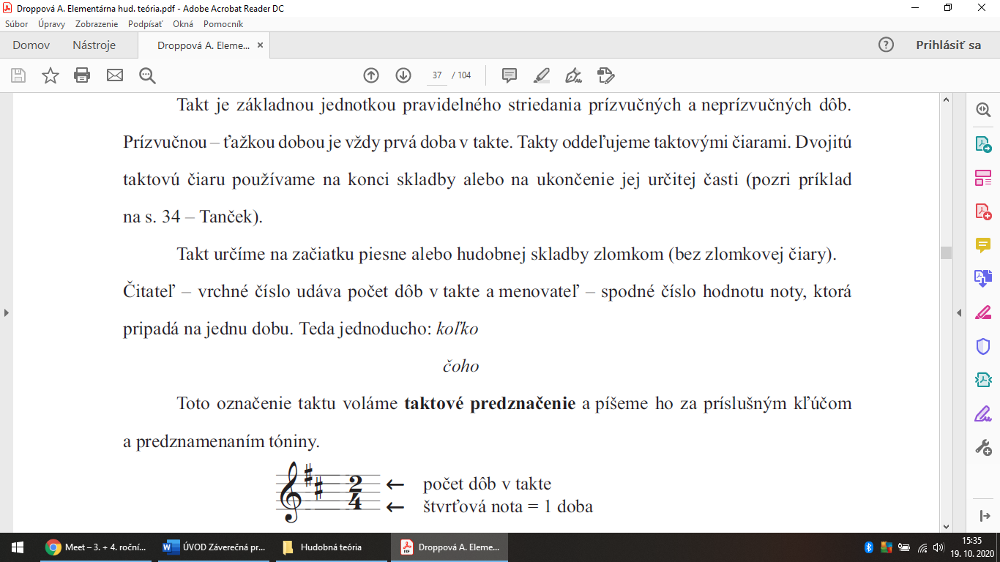 Droppová A. Elementárna hud. teória.pdf - Adobe Acrobat Reader DC
Súbor Úpravy Zobrazenie Podpísať Okná Pomocník
Domov Nástroje Droppová A. Eleme... × Prihlásiť sa
37 / 104
Takt je základnou jednotkou pravidelného striedania prízvučných a neprízvučných dôb.
Prízvučnou – ťažkou dobou je vždy prvá doba v takte. Takty oddeľujeme taktovými čiarami. Dvojitú
taktovú čiaru používame na konci skladby alebo na ukončenie jej určitej časti (pozri príklad
na s. 34 – Tanček).
Takt určíme na začiatku piesne alebo hudobnej skladby zlomkom (bez zlomkovej čiary).
Čitateľ – vrchné číslo udáva počet dôb v takte a menovateľ – spodné číslo hodnotu noty, ktorá
pripadá na jednu dobu. Teda jednoducho: koľko
čoho
Toto označenie taktu voláme taktové predznačenie a píšeme ho za príslušným kľúčom
a predznamenaním tóniny.
2 ← počet dôb v takte
4 ← štvrťová nota = 1 doba
Meet – 3. + 4. roční... ÚVOD Záverečná pr... Hudobná teória Droppová A. Eleme... 15:35
19. 10. 2020